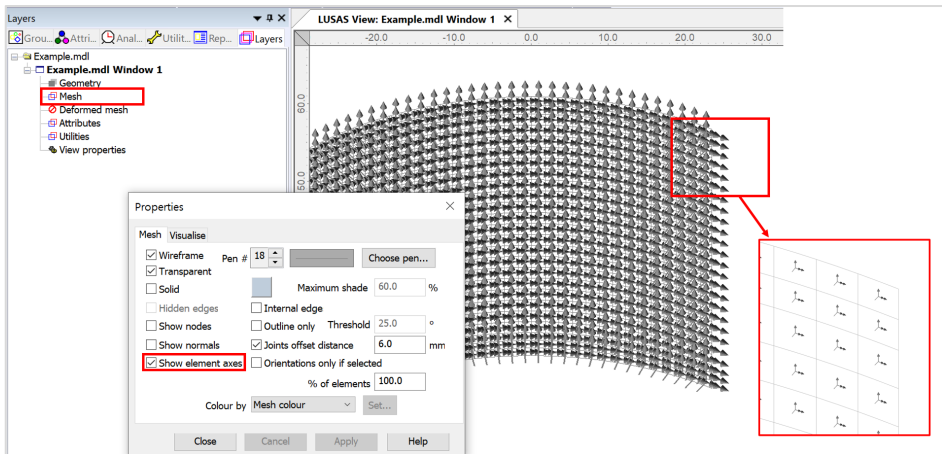 Layers
LUSAS View: Example.mdl Window 1
Grou... Attri... Anal... Utilit... Rep... Layers
-20.0 -10.0 0.0 10.0 20.0 30.0
Example.mdl
Example.mdl Window 1
Geometry
Mesh
Deformed mesh
Attributes
Utilities
View properties
60.0
50.0
Properties
Mesh Visualise
Wireframe Pen # 18 Choose pen...
Transparent
Solid Maximum shade 60.0 %
Hidden edges Internal edge
Show nodes Outline only Threshold 25.0 °
Show normals Joints offset distance 6.0 mm
Show element axes Orientations only if selected
% of elements 100.0
Colour by Mesh colour Set...
Close Cancel Apply Help